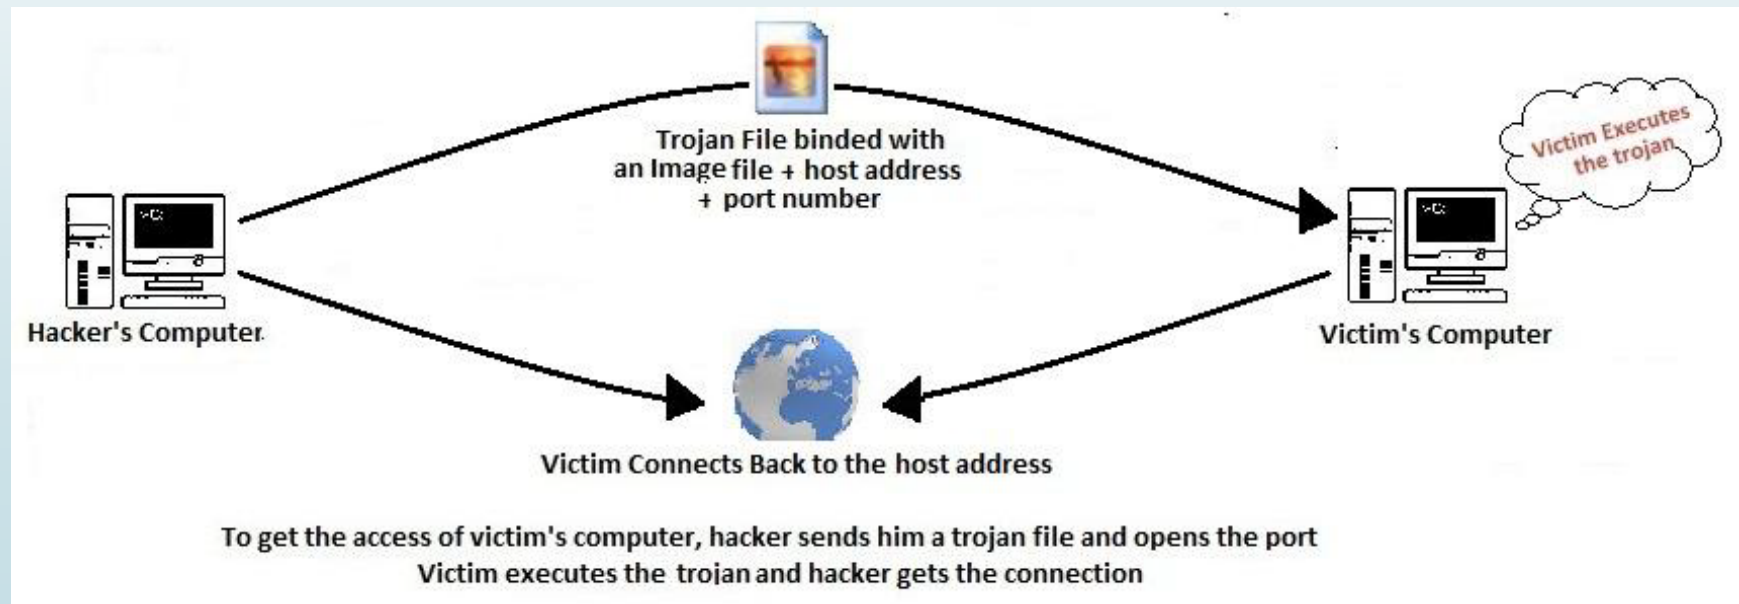 Trojan File binded with
an Image file + host address
+ port number
Victim Executes
the trojan
Hacker's Computer
Victim's Computer
Victim Connects Back to the host address
To get the access of victim's computer, hacker sends him a trojan file and opens the port
Victim executes the trojan and hacker gets the connection